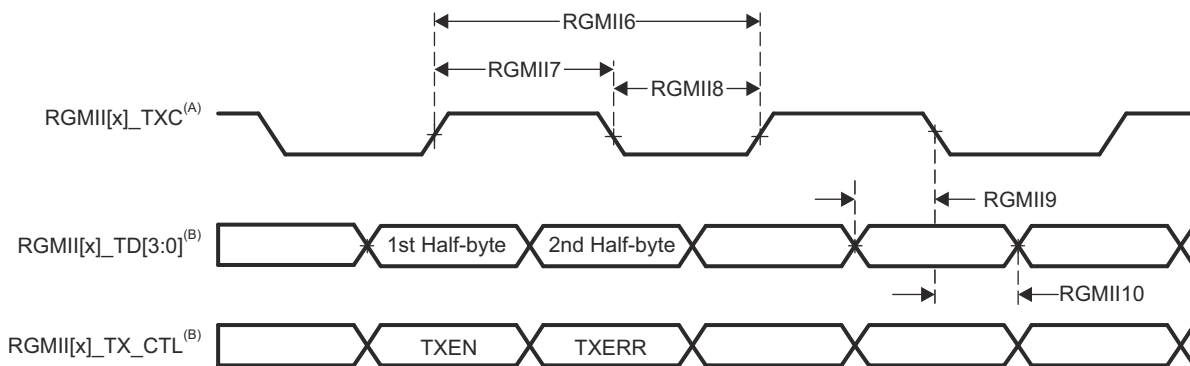 RGMII6
RGMII7
RGMII8
RGMII[x]_TXC(A)
RGMII9
RGMII[x]_TD[3:0](B)
1st Half-byte
2nd Half-byte
RGMII10
RGMII[x]_TX_CTL(B)
TXEN
TXERR